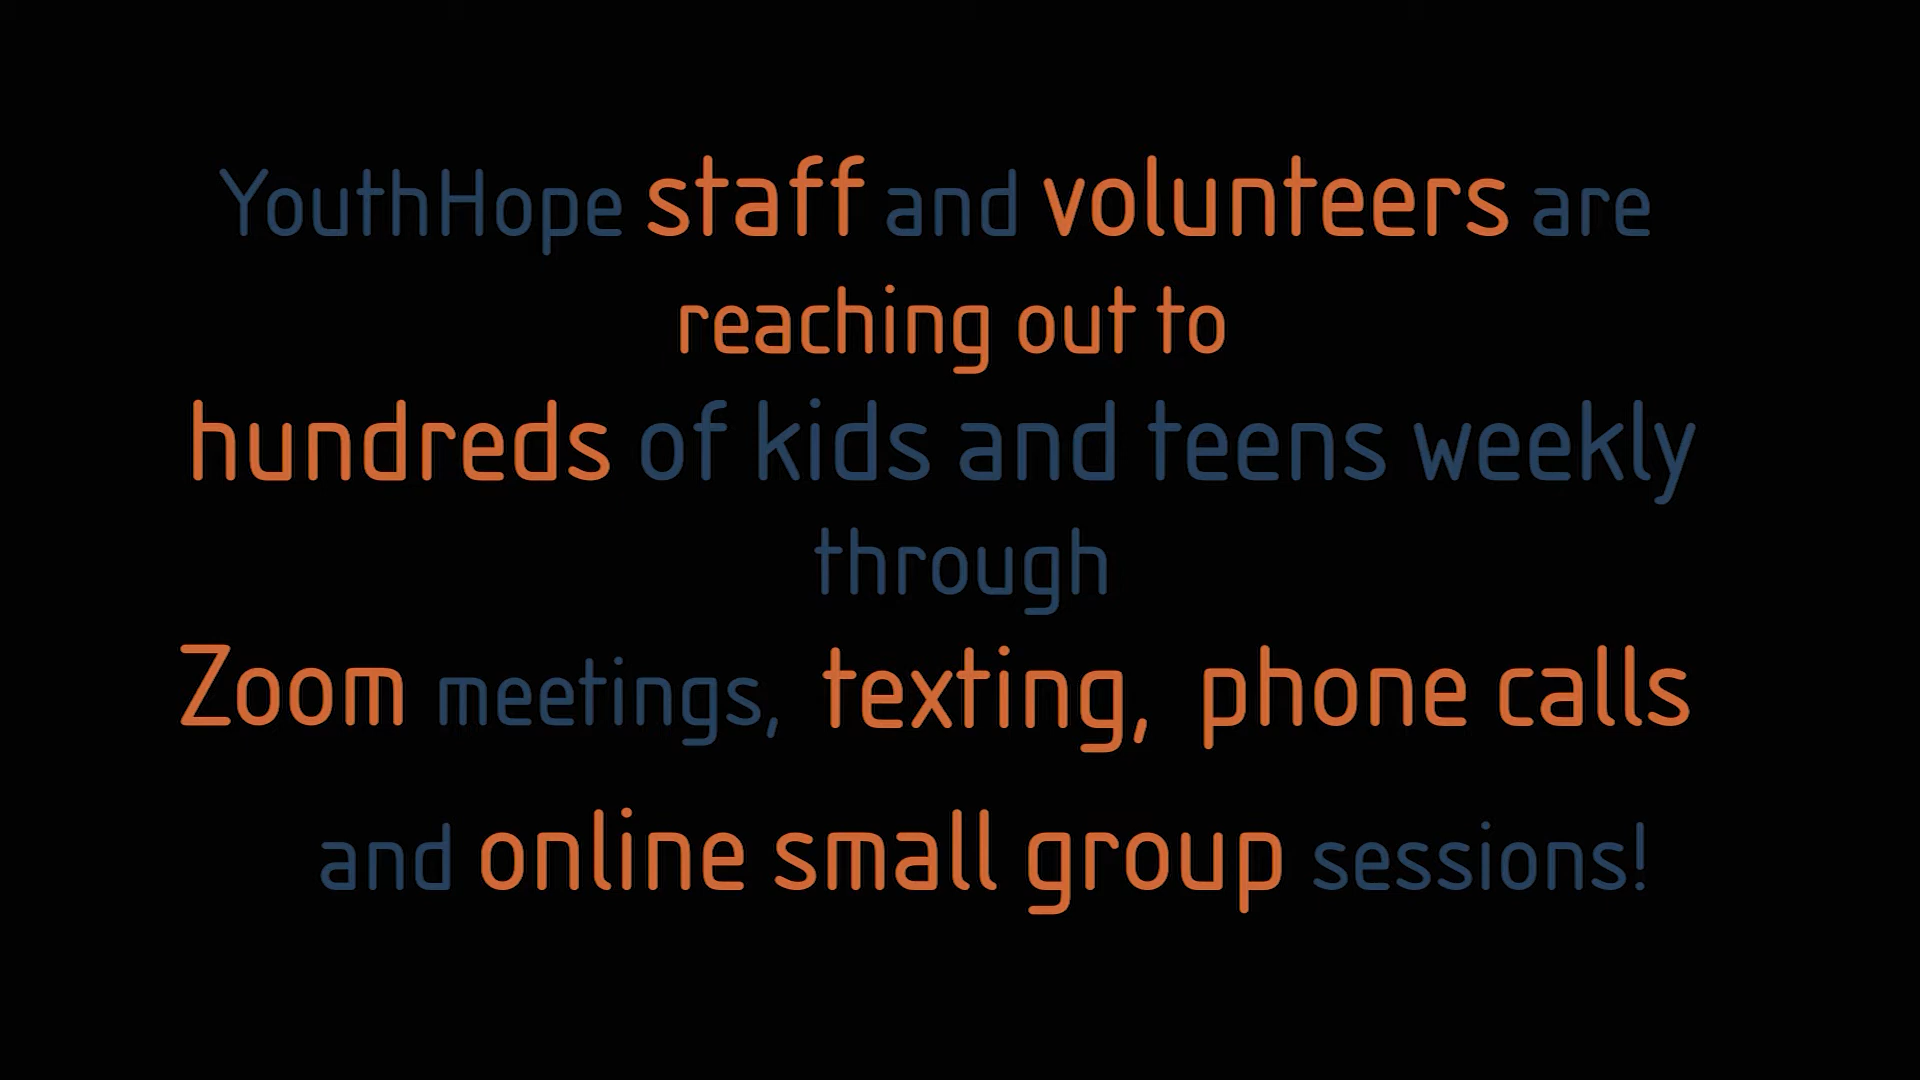 YouthHope staff and volunteers are
reaching out to
hundreds of kids and teens weekly
through
Zoom meetings, texting, phone calls
and online small group sessions!